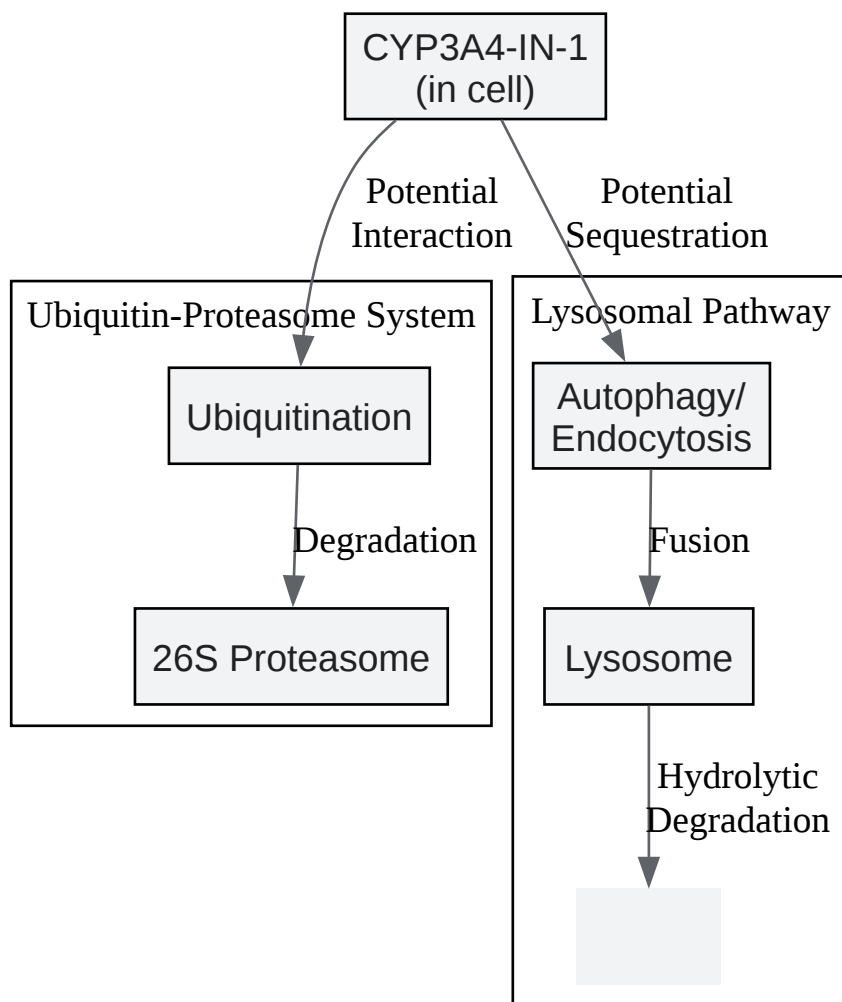 CYP3A4-IN-1
(in cell)
Potential
Interaction
Potential
Sequestration
Ubiquitin-Proteasome System
Lysosomal Pathway
Ubiquitination
Autophagy/
Endocytosis
Degradation
Fusion
26S Proteasome
Lysosome
Hydrolytic
Degradation